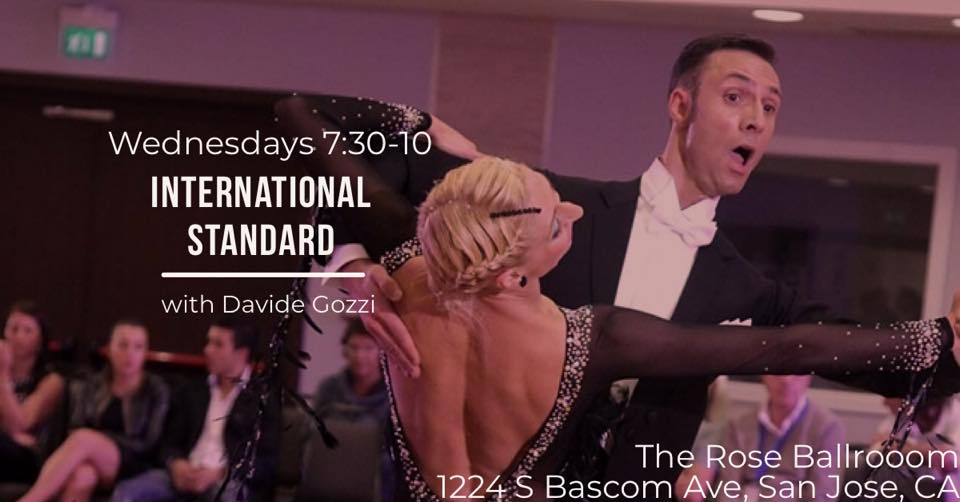 Wednesdays 7:30-10
INTERNATIONAL
STANDARD
with Davide Gozzi
The Rose Ballrooom
1224 S Bascom Ave, San Jose, CA